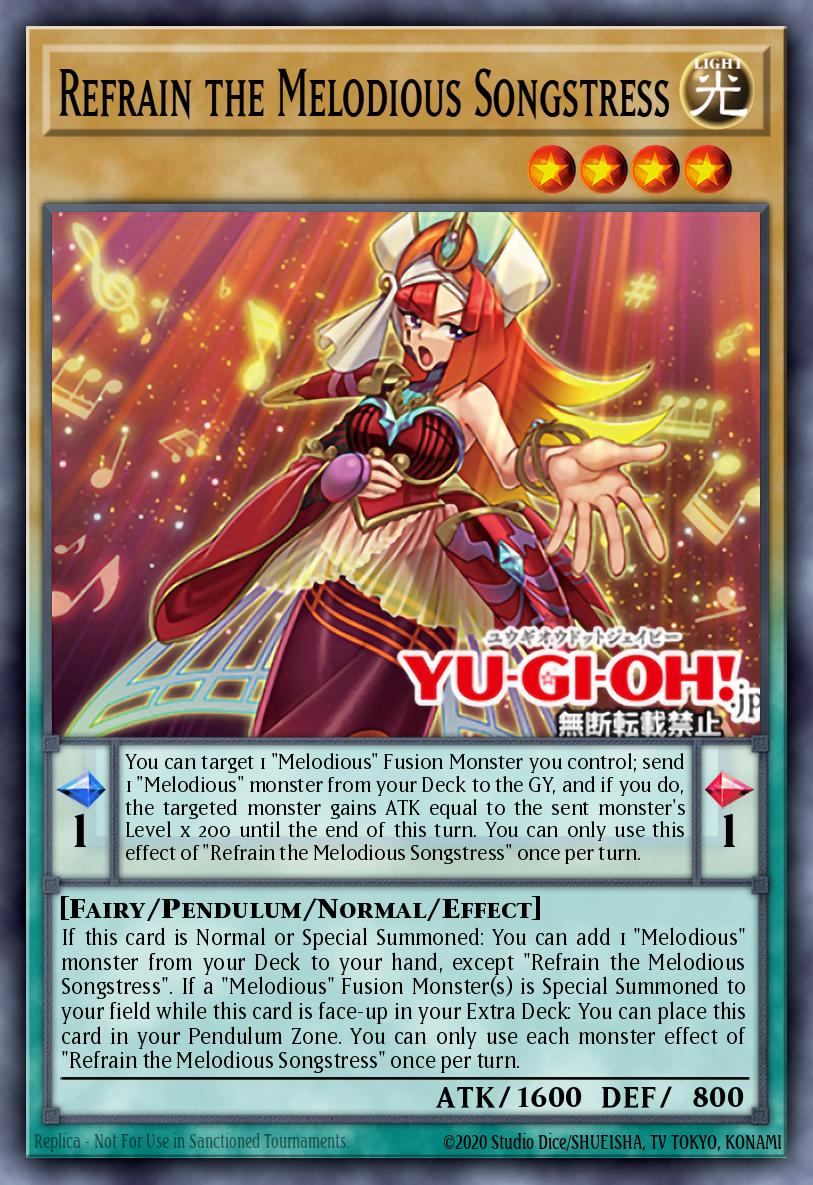 Refrain the Melodious Songstress
LIGHT
光
ユウギオウドットジェイピー
YU-GI-OH!.jp
無断転載禁止
You can target 1 "Melodious" Fusion Monster you control; send
1 "Melodious" monster from your Deck to the GY, and if you do,
the targeted monster gains ATK equal to the sent monster's
Level x 200 until the end of this turn. You can only use this
effect of "Refrain the Melodious Songstress" once per turn.
1
1
[Fairy/Pendulum/Normal/Effect]
If this card is Normal or Special Summoned: You can add 1 "Melodious"
monster from your Deck to your hand, except "Refrain the Melodious
Songstress". If a "Melodious" Fusion Monster(s) is Special Summoned to
your field while this card is face-up in your Extra Deck: You can place this
card in your Pendulum Zone. You can only use each monster effect of
"Refrain the Melodious Songstress" once per turn.
ATK/1600 DEF/ 800
Replica - Not For Use in Sanctioned Tournaments.
©2020 Studio Dice/SHUEISHA, TV TOKYO, KONAMI